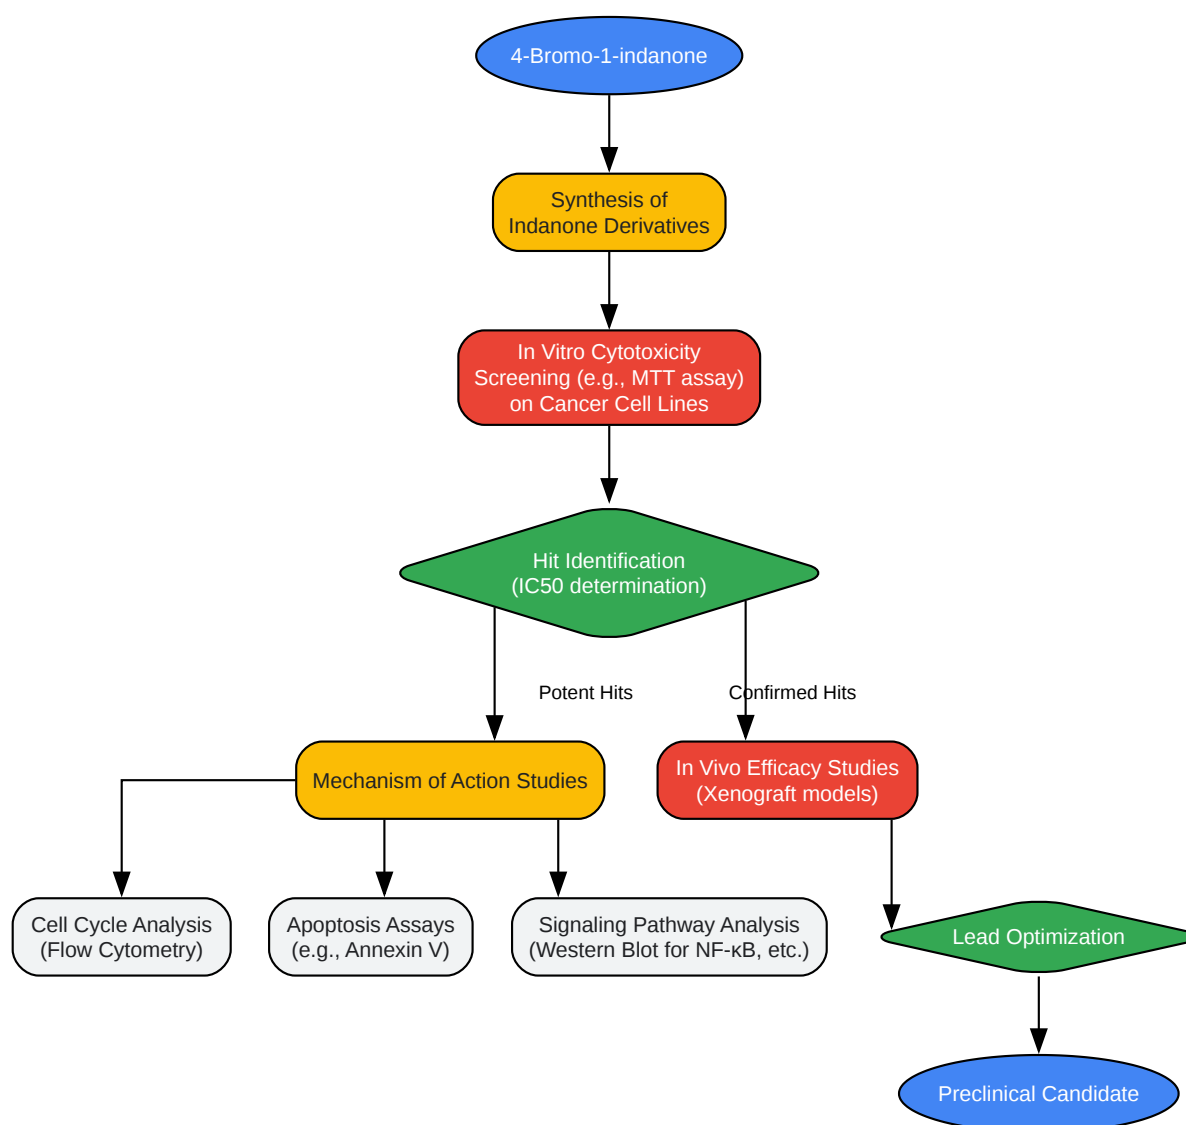 4-Bromo-1-indanone
Synthesis of
Indanone Derivatives
In Vitro Cytotoxicity
Screening (e.g., MTT assay)
on Cancer Cell Lines
Hit Identification
(IC50 determination)
Potent Hits
Confirmed Hits
Mechanism of Action Studies
In Vivo Efficacy Studies
(Xenograft models)
Cell Cycle Analysis
(Flow Cytometry)
Apoptosis Assays
(e.g., Annexin V)
Signaling Pathway Analysis
(Western Blot for NF-κB, etc.)
Lead Optimization
Preclinical Candidate